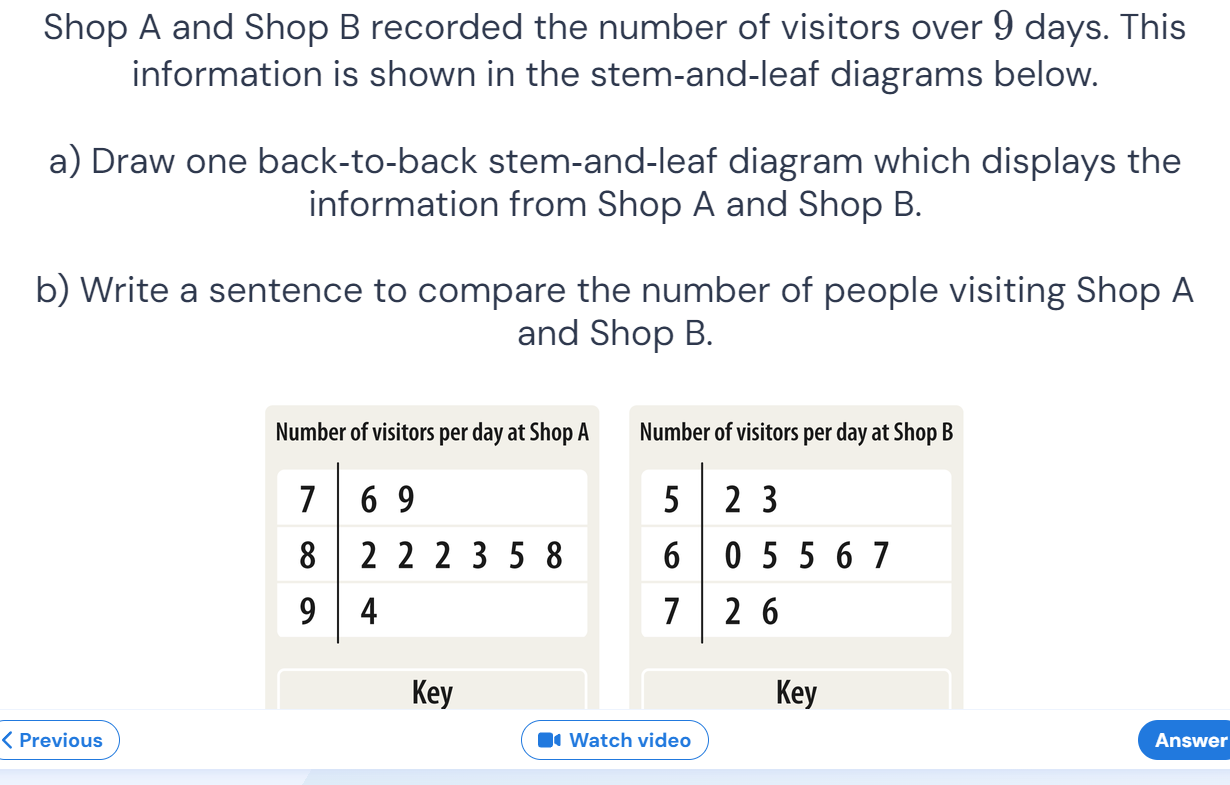 Shop A and Shop B recorded the number of visitors over 9 days. This
information is shown in the stem-and-leaf diagrams below.
a) Draw one back-to-back stem-and-leaf diagram which displays the
information from Shop A and Shop B.
b) Write a sentence to compare the number of people visiting Shop A
and Shop B.
Number of visitors per day at Shop A
7 6 9
8 2 2 2 3 5 8
9 4
Key
Number of visitors per day at Shop B
5 2 3
6 0 5 5 6 7
7 2 6
Key
Previous
Watch video
Answer